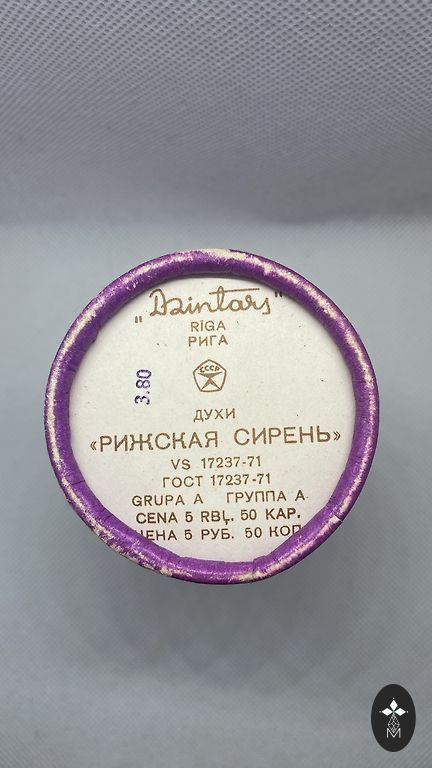 „Dzintars"
RĪGA
РИГА
СССР
3.80
ДУХИ
«РИЖСКАЯ СИРЕНЬ»
VS 17237-71
ГОСТ 17237-71
GRUPA A ГРУППА А
CENA 5 RBĻ. 50 KAP.
ЦЕНА 5 РУБ. 50 КОП
M